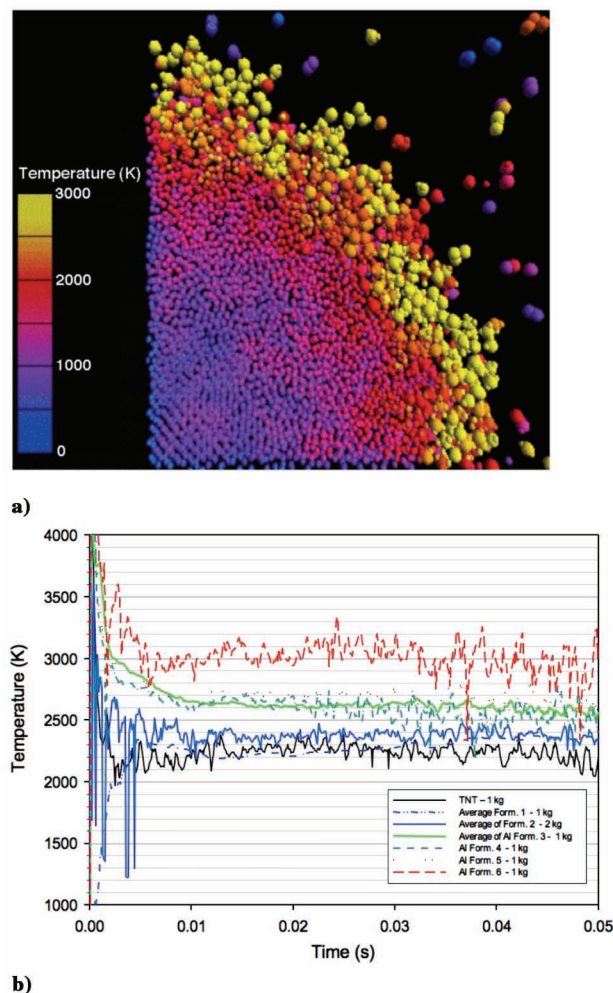 Temperature (K)
3000
2000
1000
0
a)
4000
3500
3000
2500
2000
1500
1000
Temperature (K)
TNT – 1 kg
Average Form. 1 - 1 kg
Average of Form. 2 - 2 kg
Average of Al Form. 3 - 1 kg
Al Form. 4 - 1 kg
Al Form. 5 - 1 kg
Al Form. 6 - 1 kg
0.00 0.01 0.02 0.03 0.04 0.05
Time (s)
b)